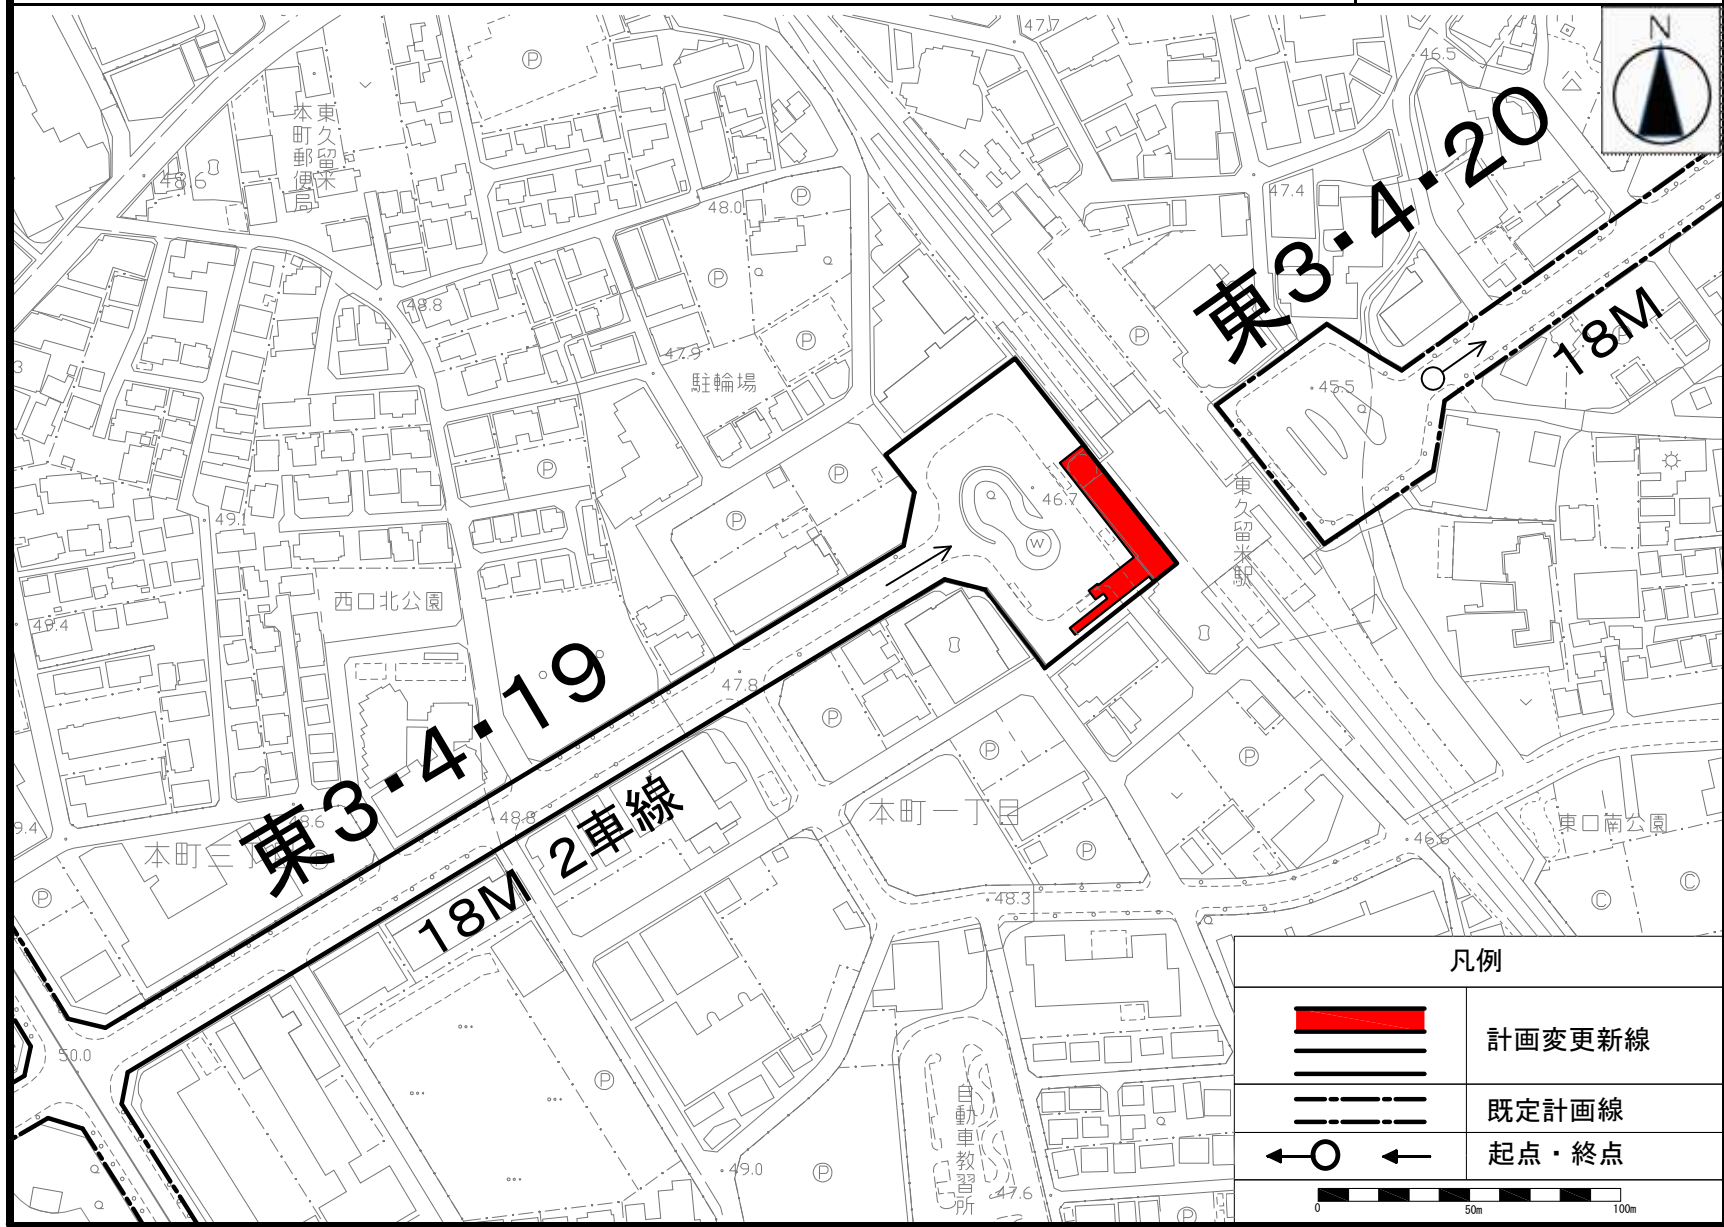 N
47.7
46.5
Ⓟ
東久留米
本町郵便局
48.6
東3・4・20
47.4
48.0
Ⓟ
Ⓟ
48.8
Ⓟ
Ⓟ
18M
47.9
駐輪場
45.5
Ⓟ
Ⓟ
46.7
東久留米駅
49.1
Ⓟ
W
西口北公園
49.4
東3・4・19
47.8
Ⓟ
Ⓟ
Ⓟ
2車線
本町一丁目
48.8
48.6
9.4
本町三丁
東口南公園
46.6
Ⓟ
Ⓟ
18M
48.3
Ⓒ
Ⓒ
50.0
Ⓟ
自動車教習所
49.0
Ⓟ
47.6
Ⓟ
凡例
計画変更新線
既定計画線
起点・終点
0 50m 100m